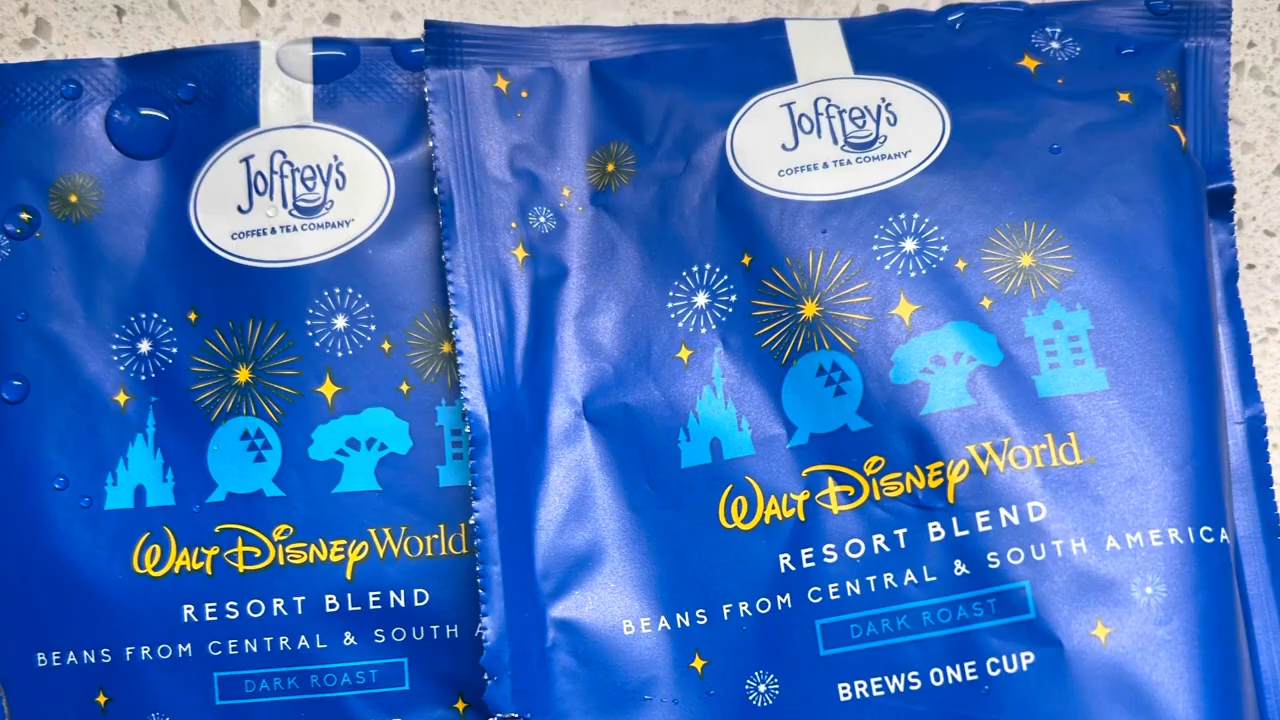 Joffrey's
COFFEE & TEA COMPANY
WALT DISNEY World
RESORT BLEND
BEANS FROM CENTRAL & SOUTH
DARK ROAST
Joffrey's
COFFEE & TEA COMPANY
WALT DISNEY World
RESORT BLEND
BEANS FROM CENTRAL & SOUTH AMERICA
DARK ROAST
BREWS ONE CUP